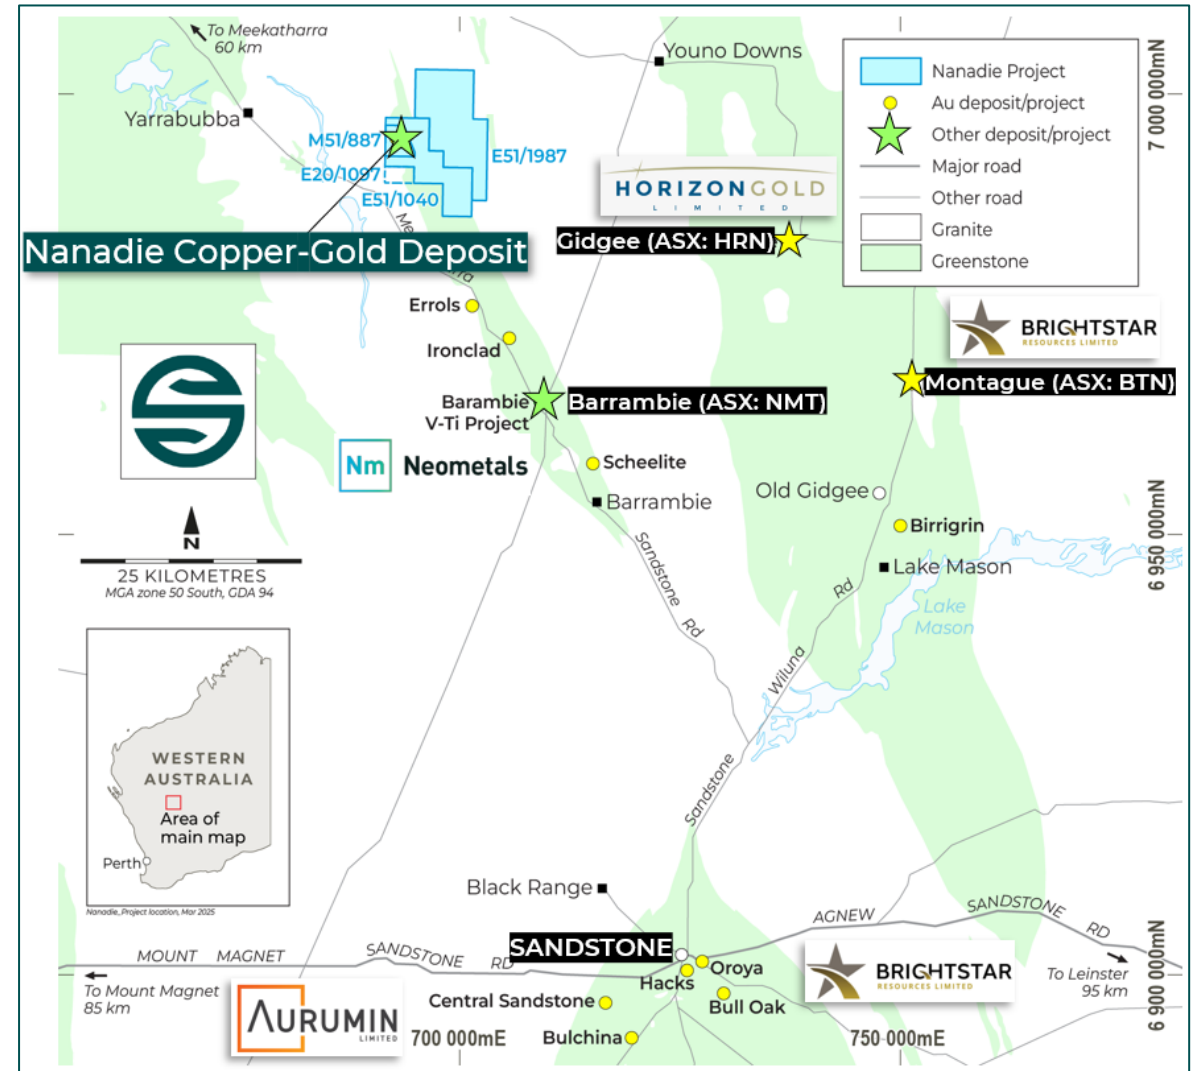 To Meekatharra
60 km
Yarrabubba
Youno Downs
Nanadie Project
Au deposit/project
Other deposit/project
Major road
Other road
Granite
Greenstone
7 000 000mN
M51/887
E51/1987
E20/1097
E51/1040
HORIZONGOLD
LIMITED
Gidgee (ASX: HRN)
Nanadie Copper-Gold Deposit
Errols
Ironclad
BRIGHTSTAR
RESOURCES LIMITED
Montague (ASX: BTN)
Barambie
V-Ti Project
Barrambie (ASX: NMT)
Nm
Neometals
Scheelite
Barrambie
Old Gidgee
Birrigrin
6 950 000mN
N
25 KILOMETRES
MGA zone 50 South, GDA 94
Lake Mason
Lake
Mason
Sandstone Rd
Sandstone Wiluna Rd
WESTERN
AUSTRALIA
Area of
main map
Perth
Nanadie_Project location, Mar 2025
Black Range
SANDSTONE
MOUNT MAGNET SANDSTONE RD
AGNEW SANDSTONE RD
Oroya
Hacks
Bull Oak
Central Sandstone
Bulchina
BRIGHTSTAR
RESOURCES LIMITED
To Leinster
95 km
To Mount Magnet
85 km
AURUMIN
LIMITED
700 000mE
750 000mE
6 900 000mN